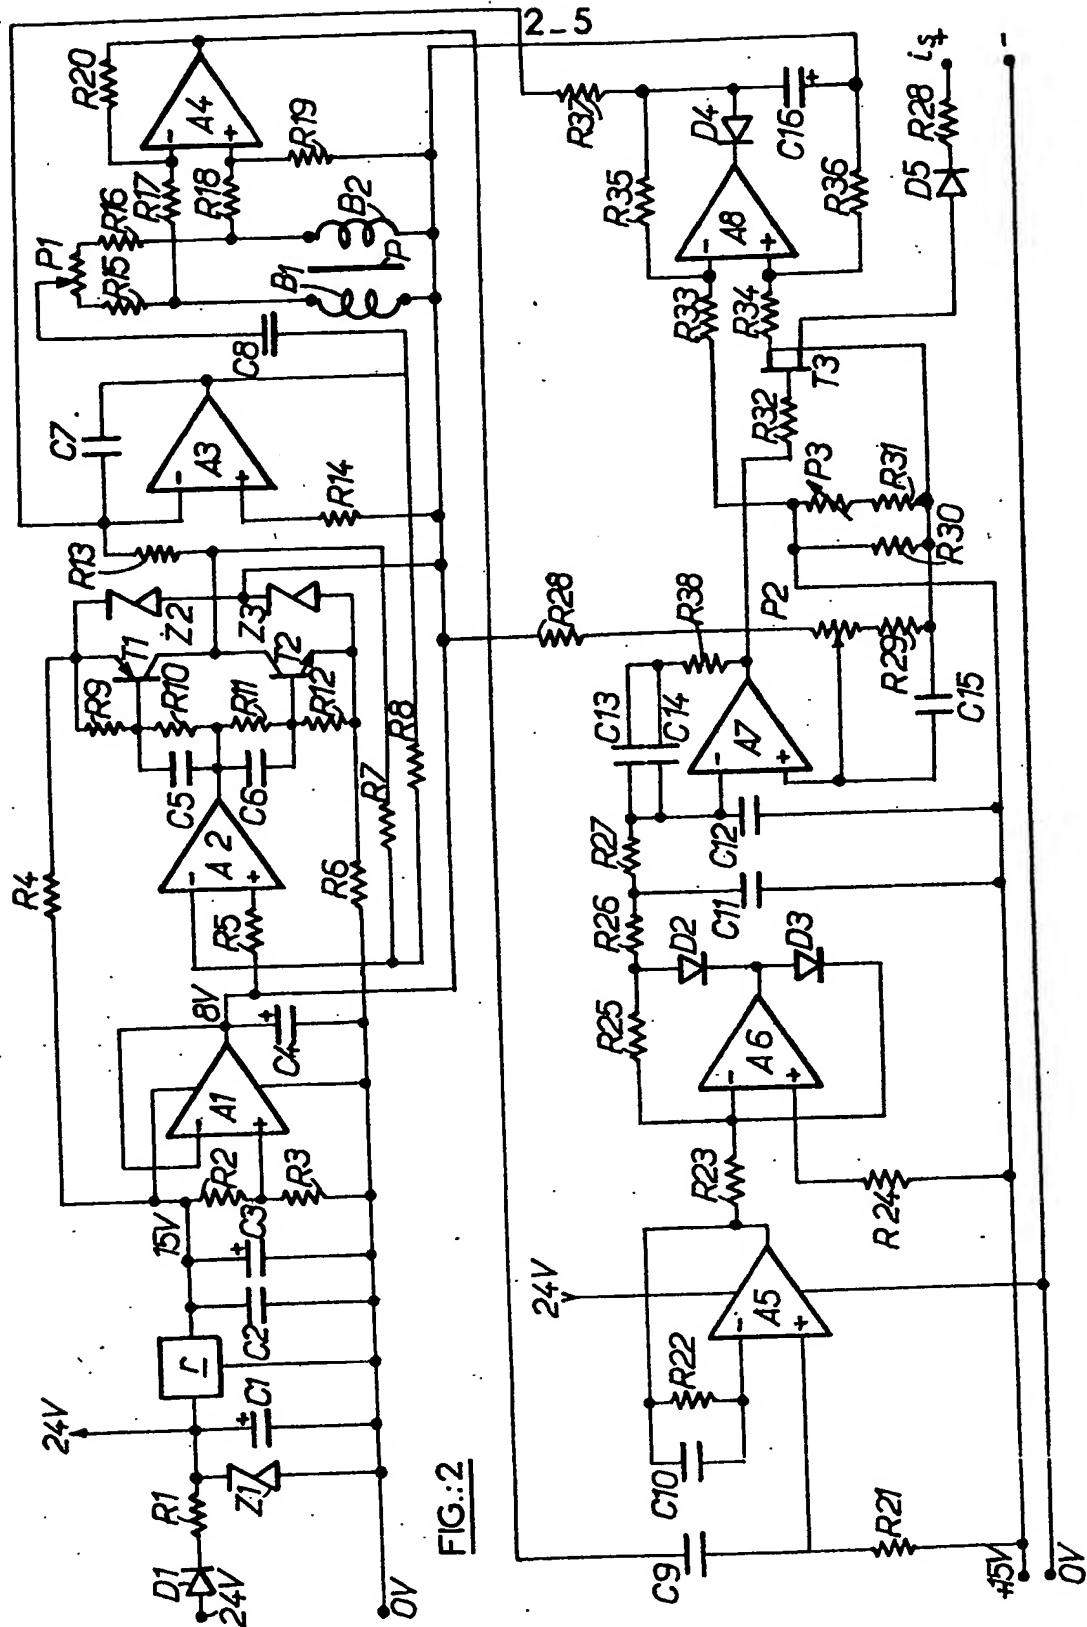 2-5
D1
24V
R1
24V
Z1
C1
+
r
C2
C3
+
15V
R2
R3
A1
-
+
8V
C4
+
0V
R4
R5
A2
-
+
C5
C6
R9
R10
R11
R12
T1
T2
Z2
Z3
R13
R6
R7
R8
C7
A3
-
+
R14
C8
P1
R15
R16
R17
R18
B1
B2
P
R20
A4
-
+
R19
FIG.:2
C9
C10
R22
R21
24V
A5
-
+
R23
R24
R25
A6
-
+
D2
D3
R26
R27
C11
C12
C13
C14
R38
A7
-
+
R28
P2
R29
C15
R30
P3
R31
R32
T3
R33
R34
R35
A8
-
+
R36
D4
C16
+
R37
D5
R28
is
+
-
+15V
0V